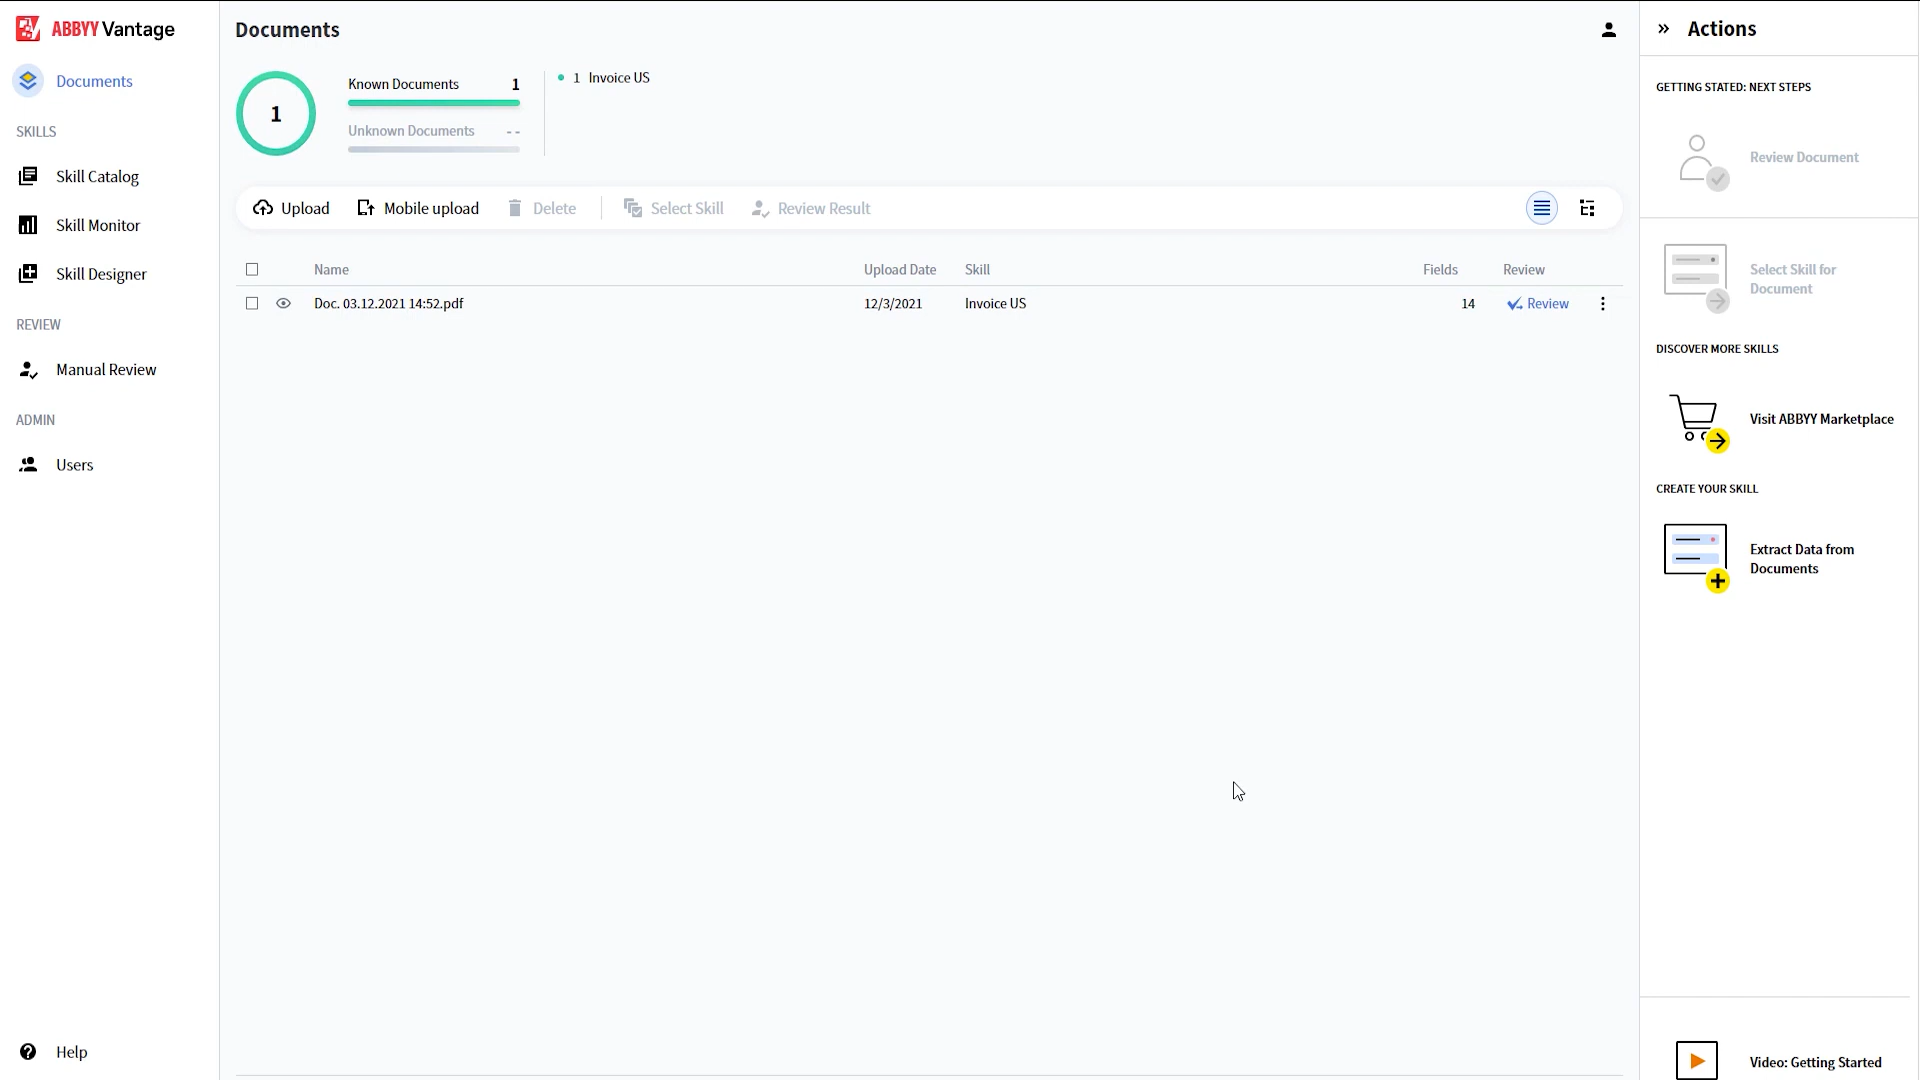 ABBYY Vantage
Documents
SKILLS
Skill Catalog
Skill Monitor
Skill Designer
REVIEW
Manual Review
ADMIN
Users
Help
Documents
1
Known Documents 1
Unknown Documents --
1 Invoice US
Upload Mobile upload Delete Select Skill Review Result
Name Upload Date Skill Fields Review
Doc. 03.12.2021 14:52.pdf 12/3/2021 Invoice US 14 Review
» Actions
GETTING STATED: NEXT STEPS
Review Document
Select Skill for
Document
DISCOVER MORE SKILLS
Visit ABBYY Marketplace
CREATE YOUR SKILL
Extract Data from
Documents
Video: Getting Started